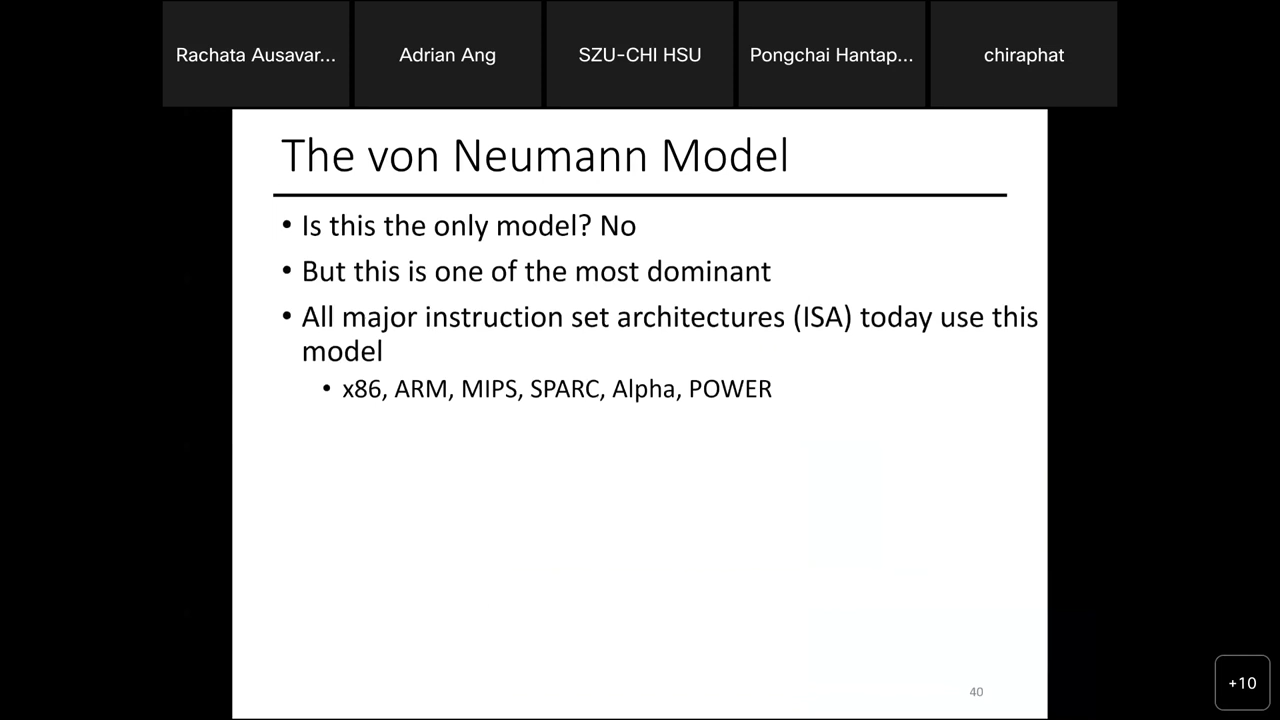 Rachata Ausavar...
Adrian Ang
SZU-CHI HSU
Pongchai Hantap...
chiraphat
The von Neumann Model
• Is this the only model? No
• But this is one of the most dominant
• All major instruction set architectures (ISA) today use this
model
• x86, ARM, MIPS, SPARC, Alpha, POWER
40
+10